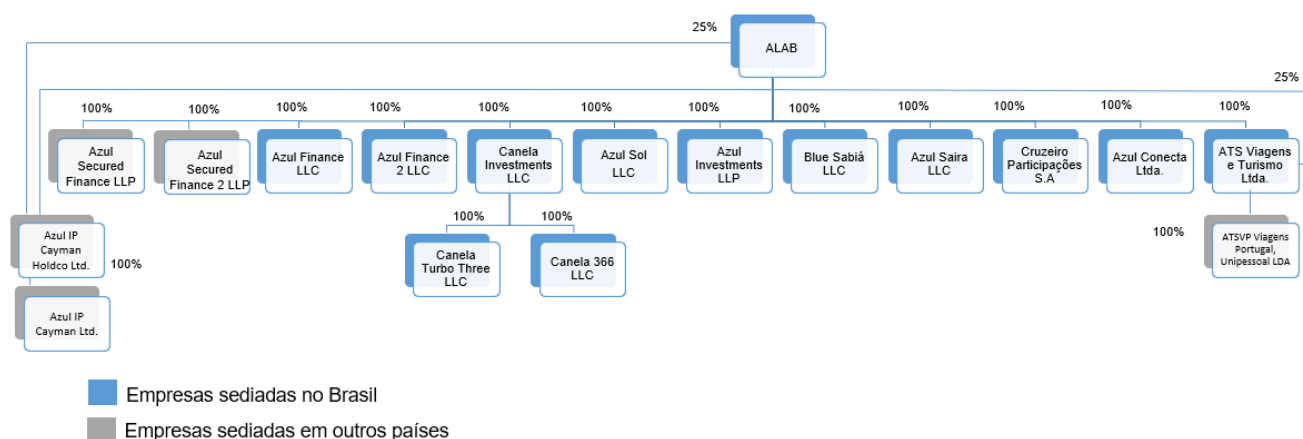 25%
ALAB
25%
100%
100%
100%
100%
100%
100%
100%
100%
100%
100%
100%
100%
Azul
Secured
Finance LLP
Azul
Secured
Finance 2 LLP
Azul Finance
LLC
Azul Finance
2 LLC
Canela
Investments
LLC
Azul Sol
LLC
Azul
Investments
LLP
Blue Sabiá
LLC
Azul Saira
LLC
Cruzeiro
Participações
S.A
Azul Conecta
Ltda.
ATS Viagens
e Turismo
Ltda.
100%
100%
100%
Azul IP
Cayman
Holdco Ltd.
100%
Canela
Turbo Three
LLC
Canela 366
LLC
ATSVP Viagens
Portugal,
Unipessoal LDA
Azul IP
Cayman Ltd.
Empresas sediadas no Brasil
Empresas sediadas em outros países